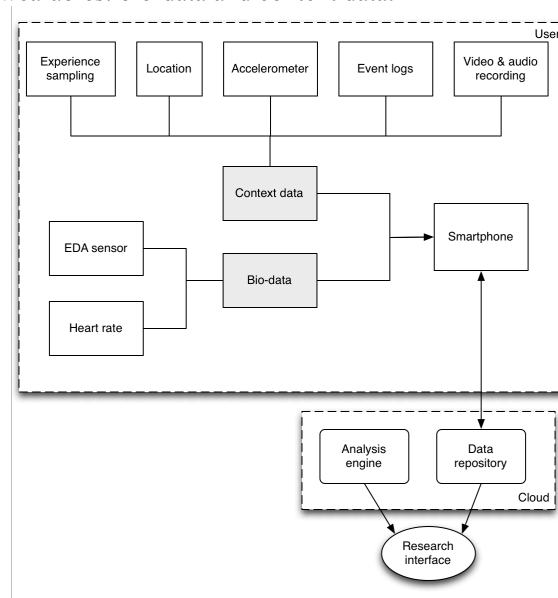 User
Experience
sampling
Location
Accelerometer
Event logs
Video & audio
recording
Context data
Smartphone
EDA sensor
Bio-data
Heart rate
Analysis
engine
Data
repository
Cloud
Research
interface